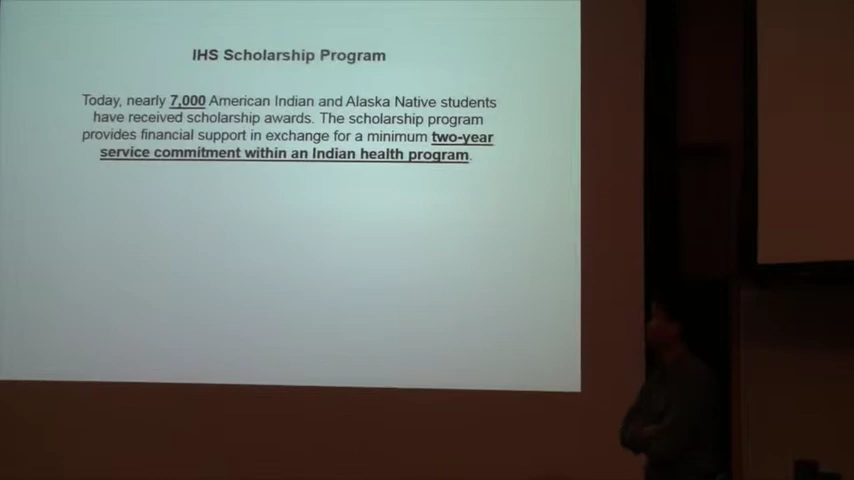 IHS Scholarship Program
Today, nearly 7,000 American Indian and Alaska Native students
have received scholarship awards. The scholarship program
provides financial support in exchange for a minimum two-year
service commitment within an Indian health program.